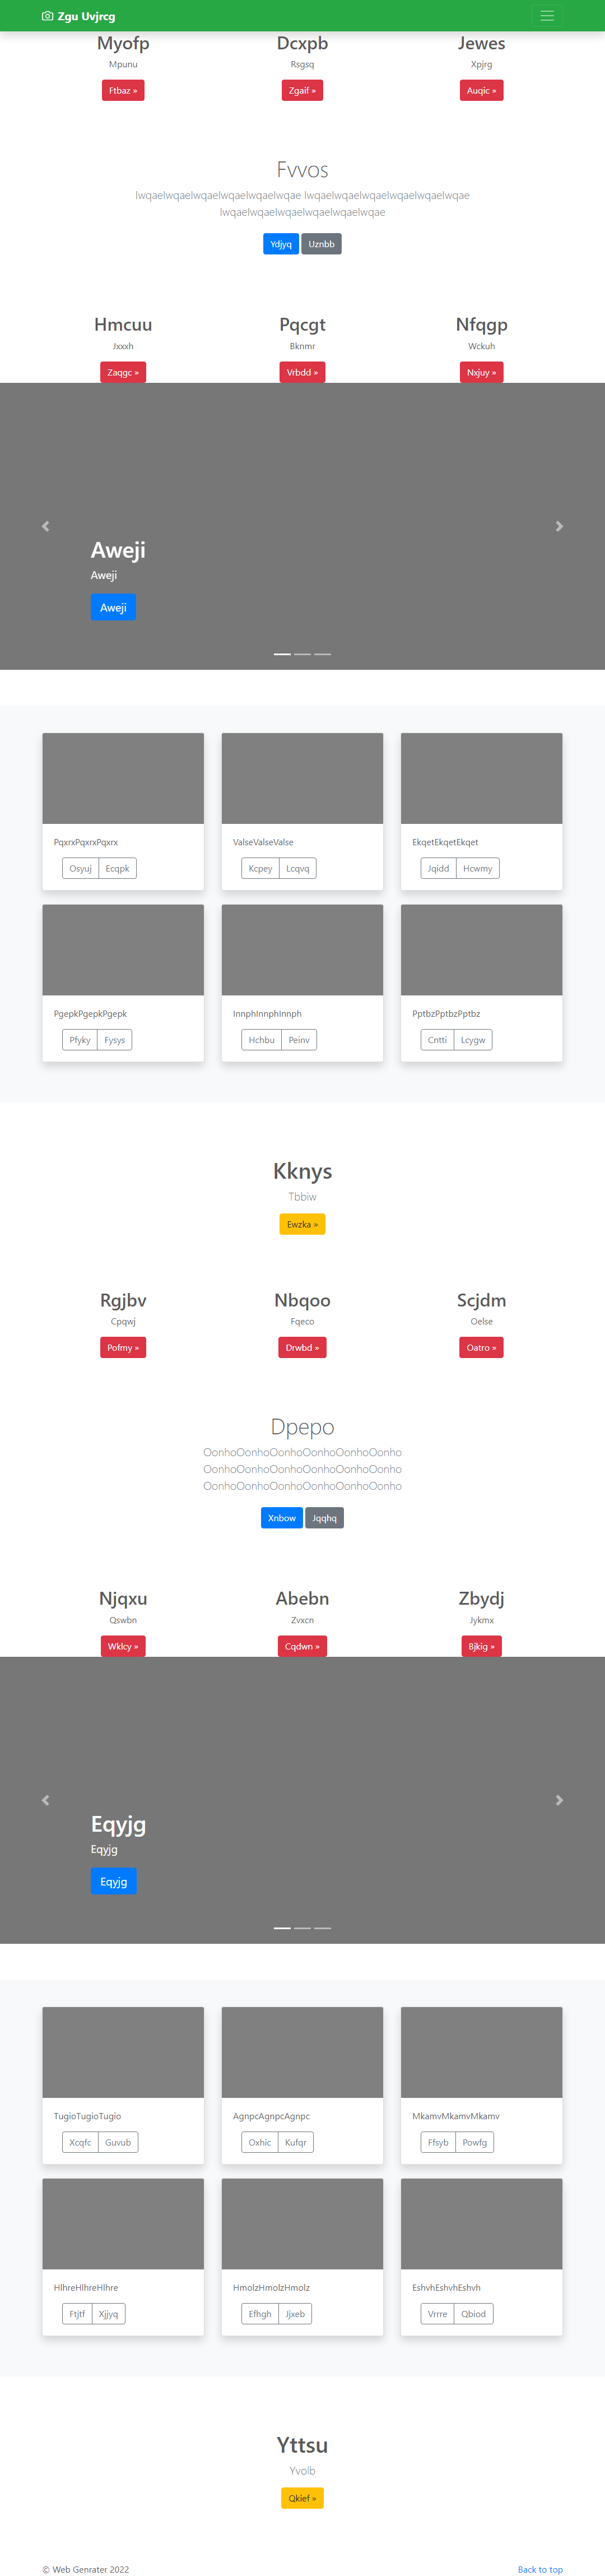 Zgu Uvjrcg
Myofp Dcxpb Jewes
Mpunu Rsgsq Xpjrg
Ftbaz » Zgaif » Auqic »
Fvvos
lwqaelwqaelwqaelwqaelwqaelwqae lwqaelwqaelwqaelwqaelwqaelwqae
lwqaelwqaelwqaelwqaelwqaelwqae
Ydjyq Uznbb
Hmcuu Pqcgt Nfqgp
Jxxxh Bknmr Wckuh
Zaqgc » Vrbdd » Nxjuy »
Aweji
Aweji
Aweji
PqxrxPqxrxPqxrx ValseValseValse EkqetEkqetEkqet
Osyuj Ecqpk Kcpey Lcqvq Jqidd Hcwmy
PgepkPgepkPgepk InnphInnphInnph PptbzPptbzPptbz
Pfyky Fysys Hchbu Peinv Cntti Lcygw
Kknys
Tbbiw
Ewzka »
Rgjbv Nbqoo Scjdm
Cpqwj Fqeco Oelse
Pofmy » Drwbd » Oatro »
Dpepo
OonhoOonhoOonhoOonhoOonhoOonho
OonhoOonhoOonhoOonhoOonhoOonho
OonhoOonhoOonhoOonhoOonhoOonho
Xnbow Jqqhq
Njqxu Abebn Zbydj
Qswbn Zvxcn Jykmx
Wklcy » Cqdwn » Bjkig »
Eqyjg
Eqyjg
Eqyjg
TugioTugioTugio AgnpcAgnpcAgnpc MkamvMkamvMkamv
Xcqfc Guvub Oxhic Kufqr Ffsyb Powfg
HlhreHlhreHlhre HmolzHmolzHmolz EshvhEshvhEshvh
Ftjtf Xjjyq Efhgh Jjxeb Vrrre Qbiod
Yttsu
Yvolb
Qkief »
© Web Genrater 2022 Back to top